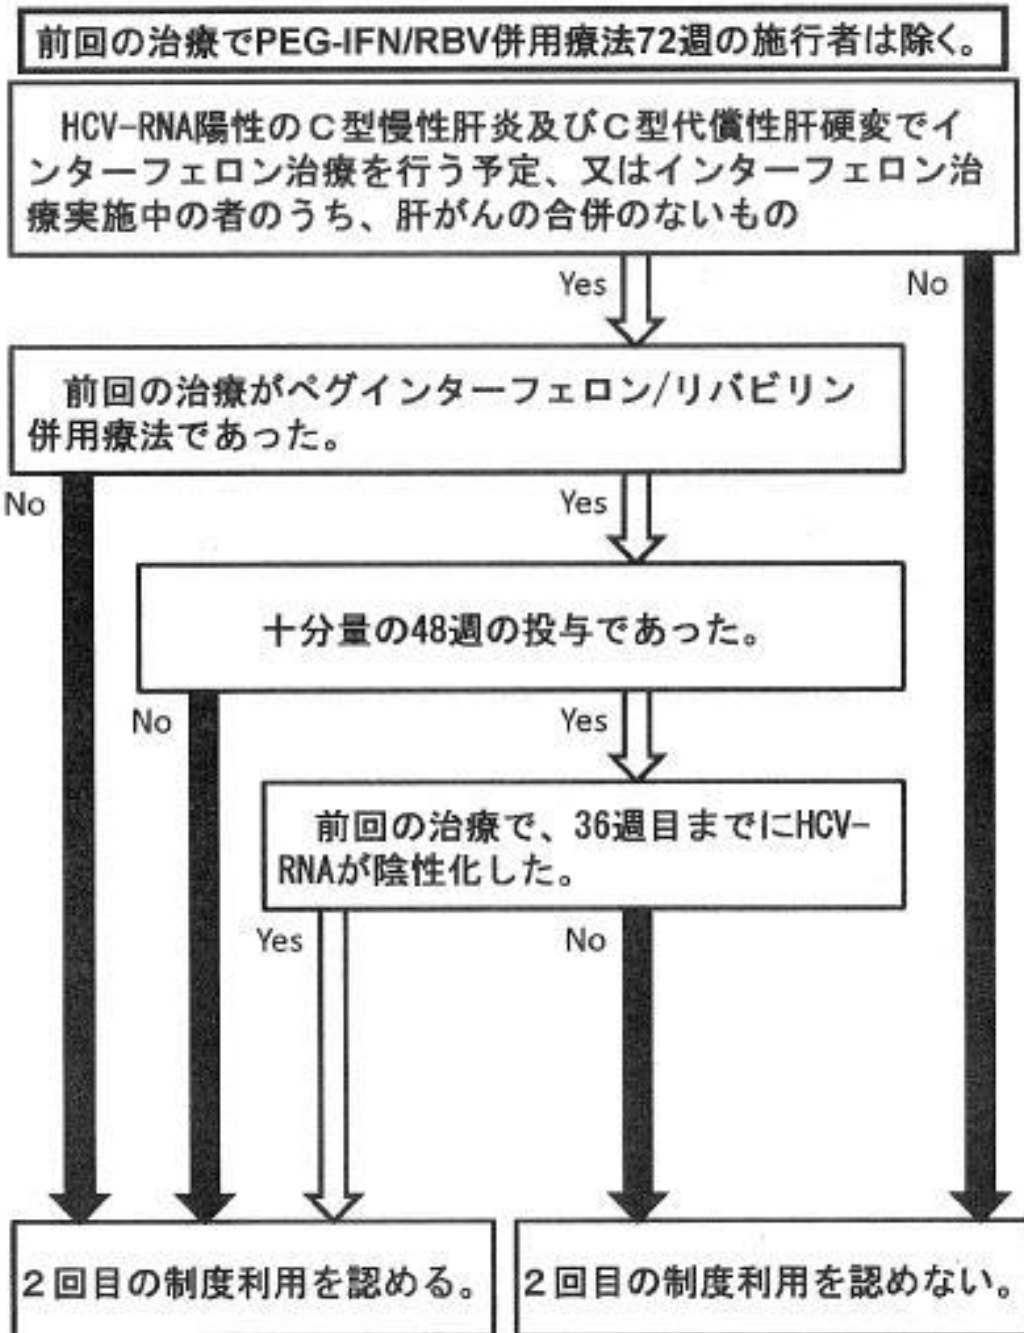 前回の治療でPEG-IFN/RBV併用療法72週の施行者は除く。
HCV-RNA陽性のC型慢性肝炎及びC型代償性肝硬変でイ
ンターフェロン治療を行う予定、又はインターフェロン治
療実施中の者のうち、肝がんの合併のないもの
Yes
No
前回の治療がペグインターフェロン/リバビリン
併用療法であった。
No
Yes
十分量の48週の投与であった。
No
Yes
前回の治療で、36週目までにHCV-
RNAが陰性化した。
Yes
No
2回目の制度利用を認める。
2回目の制度利用を認めない。